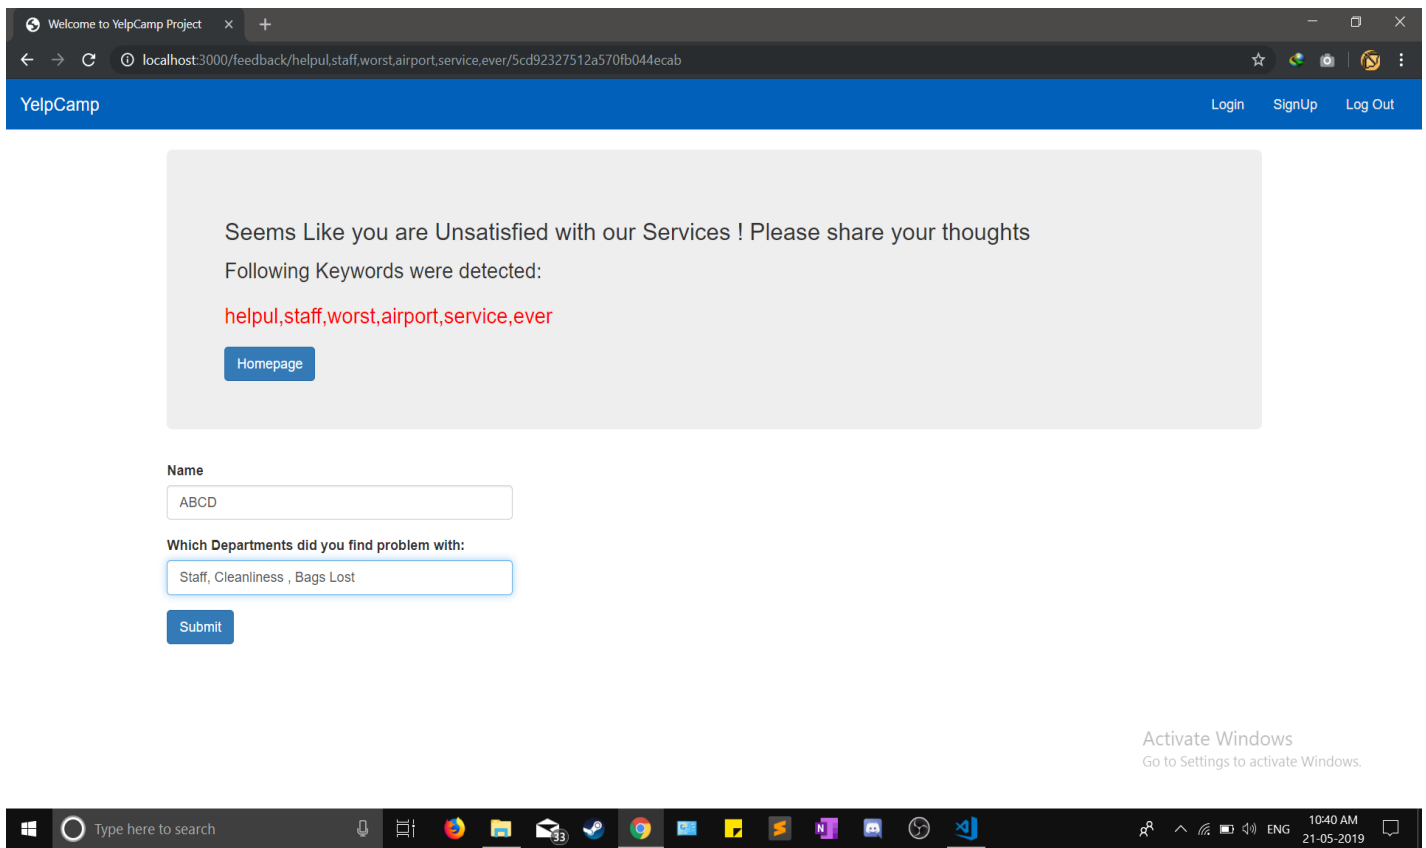 Welcome to YelpCamp Project
localhost:3000/feedback/helpul,staff,worst,airport,service,ever/5cd92327512a570fb044ecab
YelpCamp Login SignUp Log Out
Seems Like you are Unsatisfied with our Services ! Please share your thoughts
Following Keywords were detected:
helpul,staff,worst,airport,service,ever
Homepage
Name
ABCD
Which Departments did you find problem with:
Staff, Cleanliness , Bags Lost
Submit
Activate Windows
Go to Settings to activate Windows.
Type here to search
33
N
ENG
10:40 AM
21-05-2019